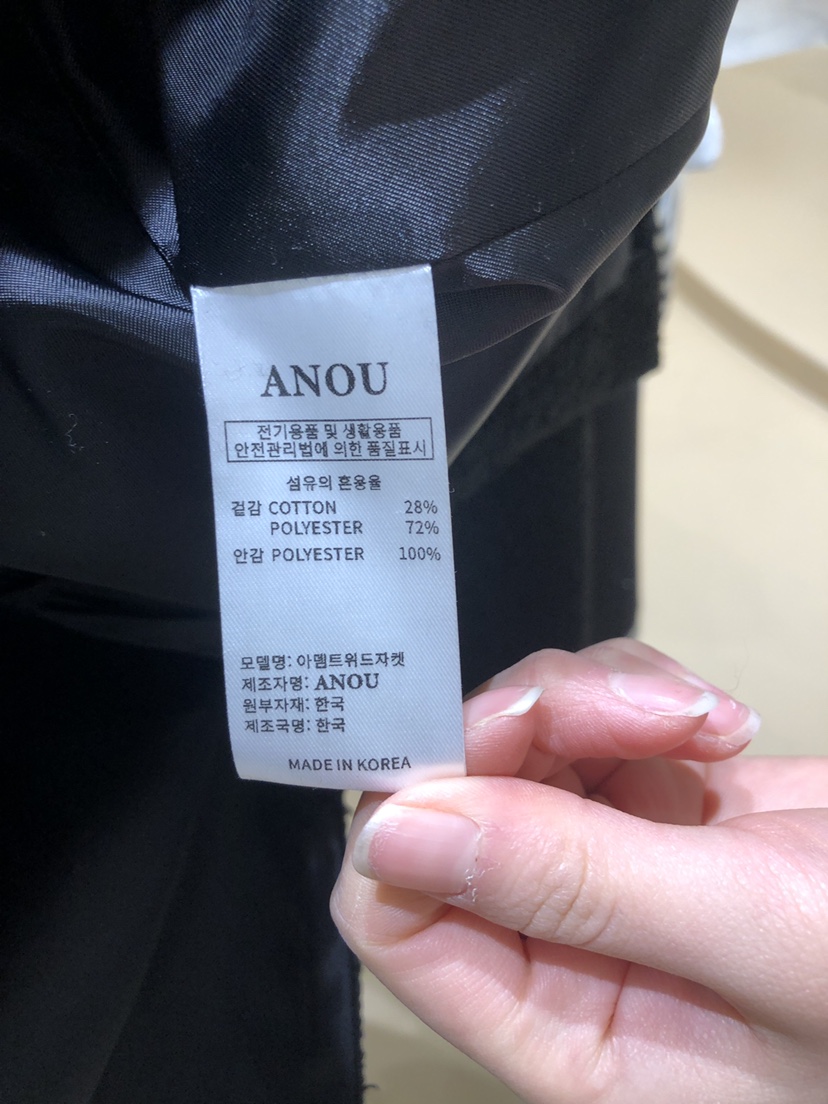 ANOU
전기용품 및 생활용품
안전관리법에 의한 품질표시
섬유의 혼용율
겉감 COTTON 28%
POLYESTER 72%
안감 POLYESTER 100%
모델명: 아뎀트위드자켓
제조자명: ANOU
원부자재: 한국
제조국명: 한국
MADE IN KOREA